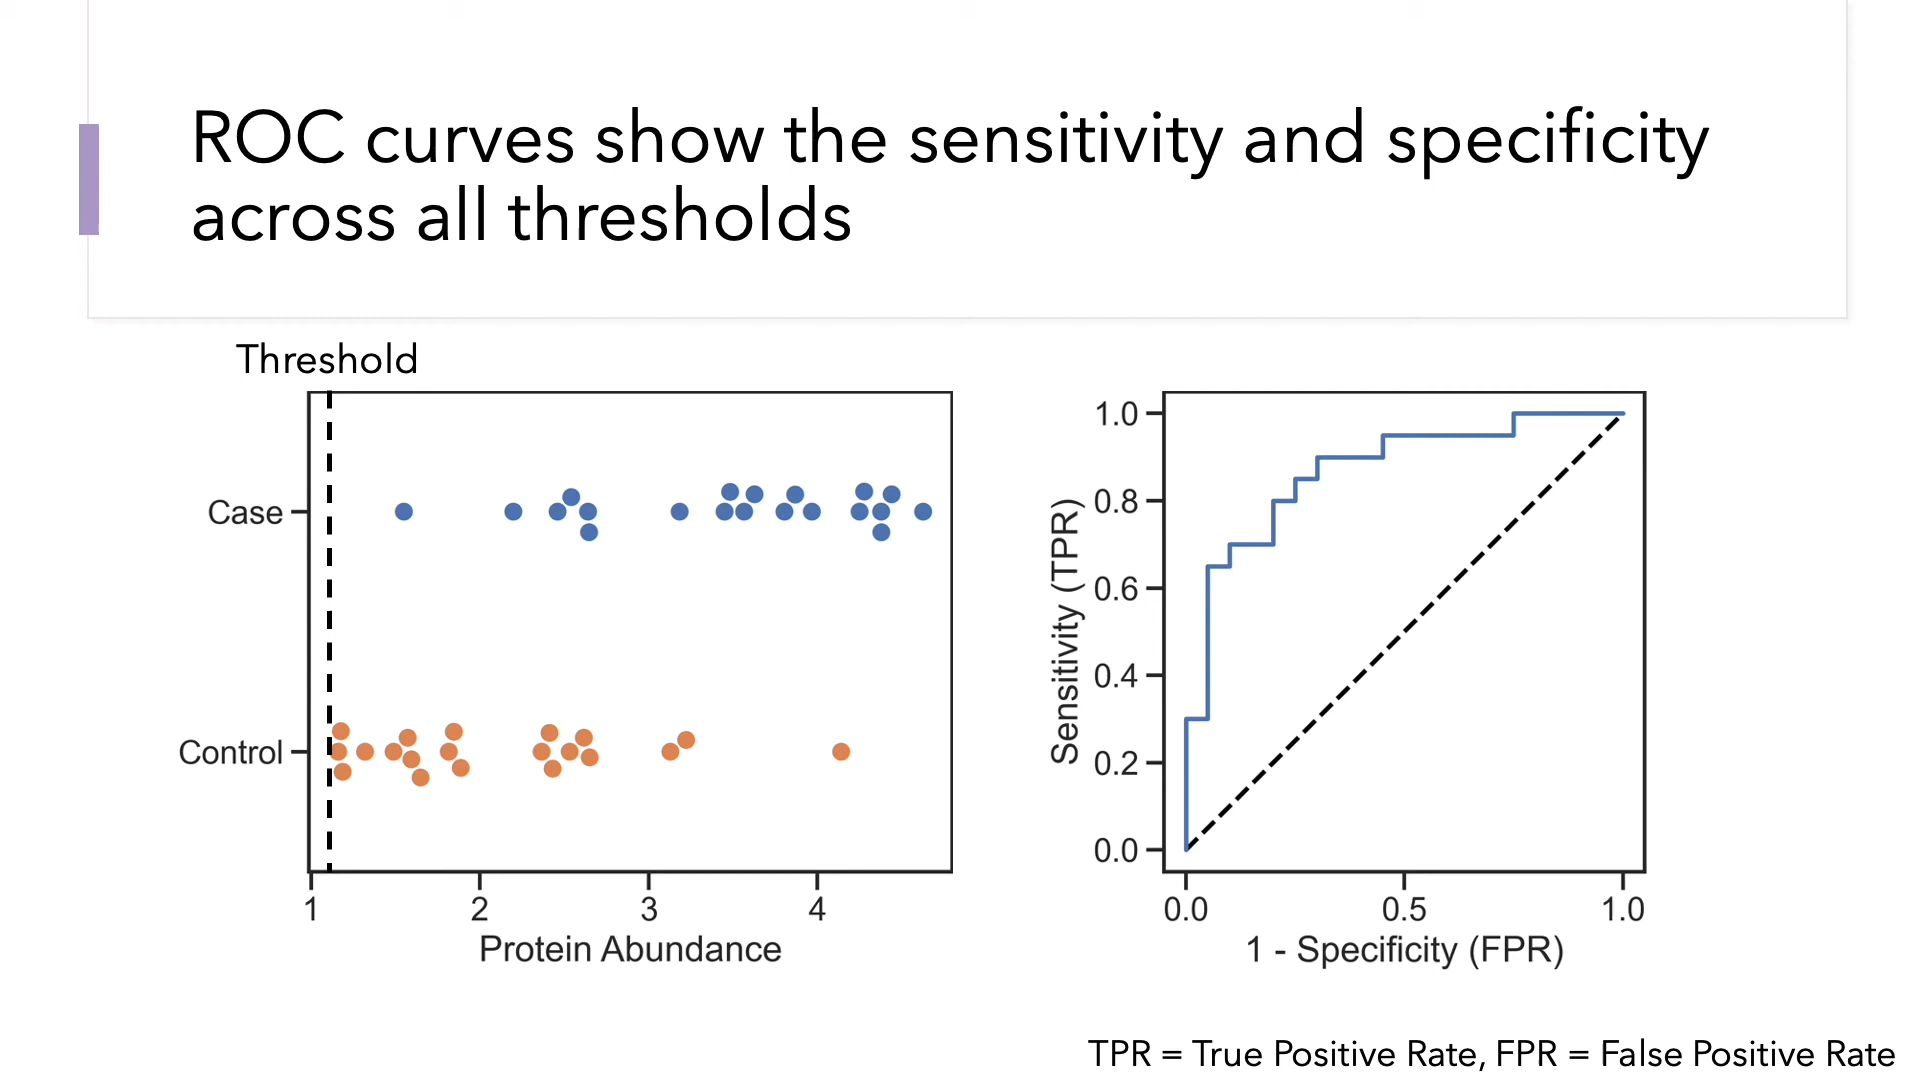 ROC curves show the sensitivity and specificity
across all thresholds
Threshold
Case
Control
1 2 3 4
Protein Abundance
Sensitivity (TPR)
1.0
0.8
0.6
0.4
0.2
0.0
0.0 0.5 1.0
1 - Specificity (FPR)
TPR = True Positive Rate, FPR = False Positive Rate